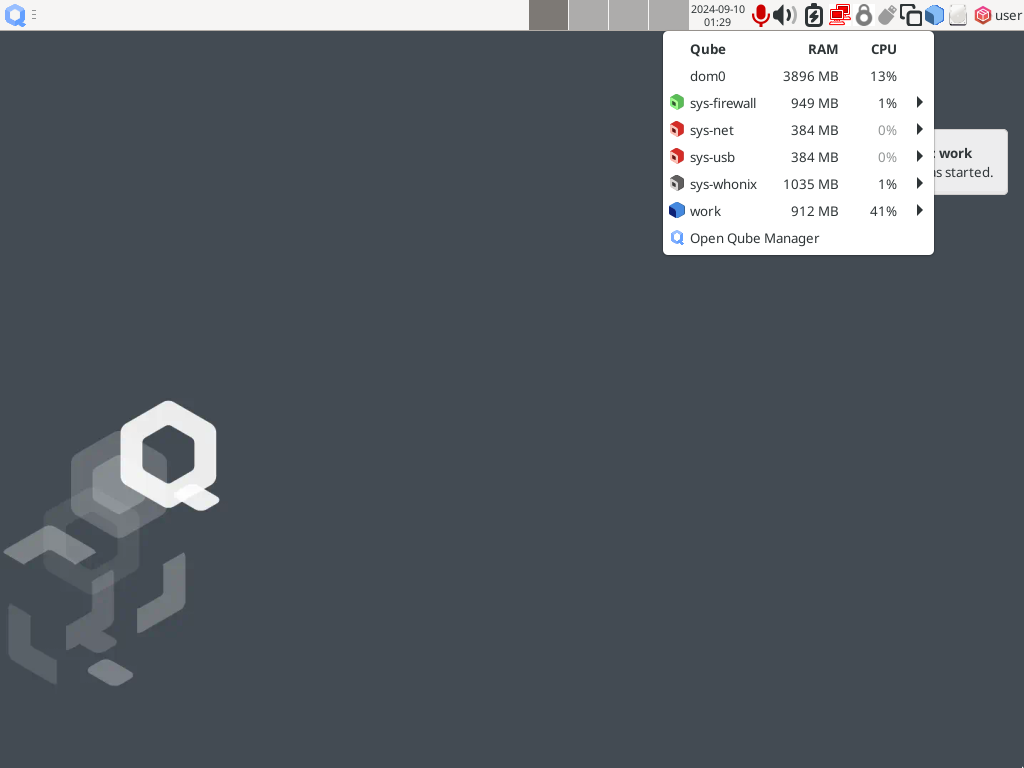 2024-09-10
01:29
user
Qube RAM CPU
dom0 3896 MB 13%
sys-firewall 949 MB 1%
sys-net 384 MB 0%
sys-usb 384 MB 0%
sys-whonix 1035 MB 1%
work 912 MB 41%
Open Qube Manager
: work
started.